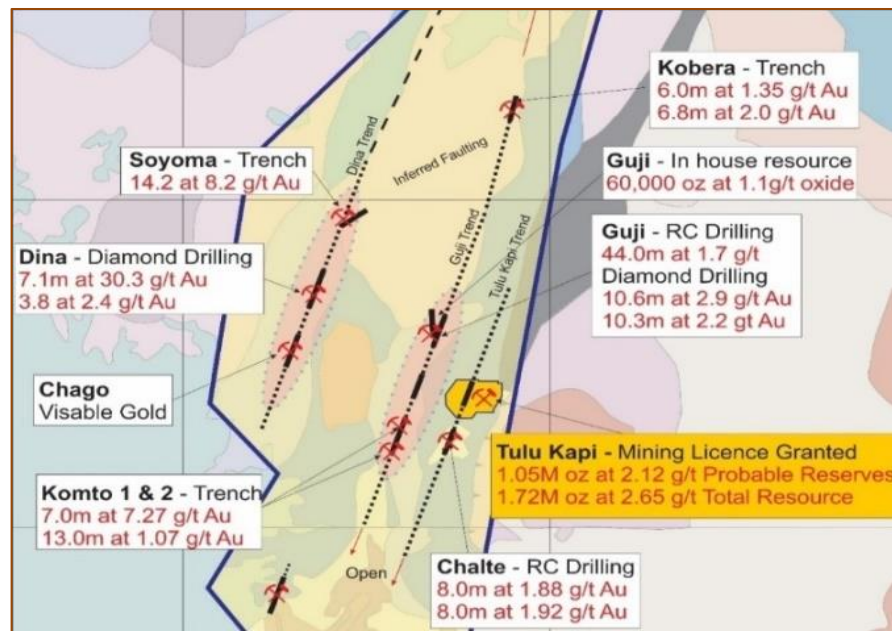 Kobera - Trench
6.0m at 1.35 g/t Au
6.8m at 2.0 g/t Au
Dina Trend
Inferred Faulting
Soyoma - Trench
14.2 at 8.2 g/t Au
Guji - In house resource
60,000 oz at 1.1g/t oxide
Guji Trend
Tulu Kapi Trend
Guji - RC Drilling
44.0m at 1.7 g/t
Diamond Drilling
10.6m at 2.9 g/t Au
10.3m at 2.2 gt Au
Dina - Diamond Drilling
7.1m at 30.3 g/t Au
3.8 at 2.4 g/t Au
Chago
Visable Gold
Tulu Kapi - Mining Licence Granted
1.05M oz at 2.12 g/t Probable Reserves
1.72M oz at 2.65 g/t Total Resource
Komto 1 & 2 - Trench
7.0m at 7.27 g/t Au
13.0m at 1.07 g/t Au
Open
Chalte - RC Drilling
8.0m at 1.88 g/t Au
8.0m at 1.92 g/t Au